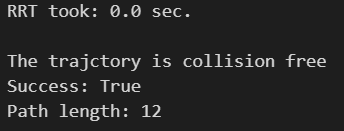 RRT took: 0.0 sec.
The trajctory is collision free
Success: True
Path length: 12